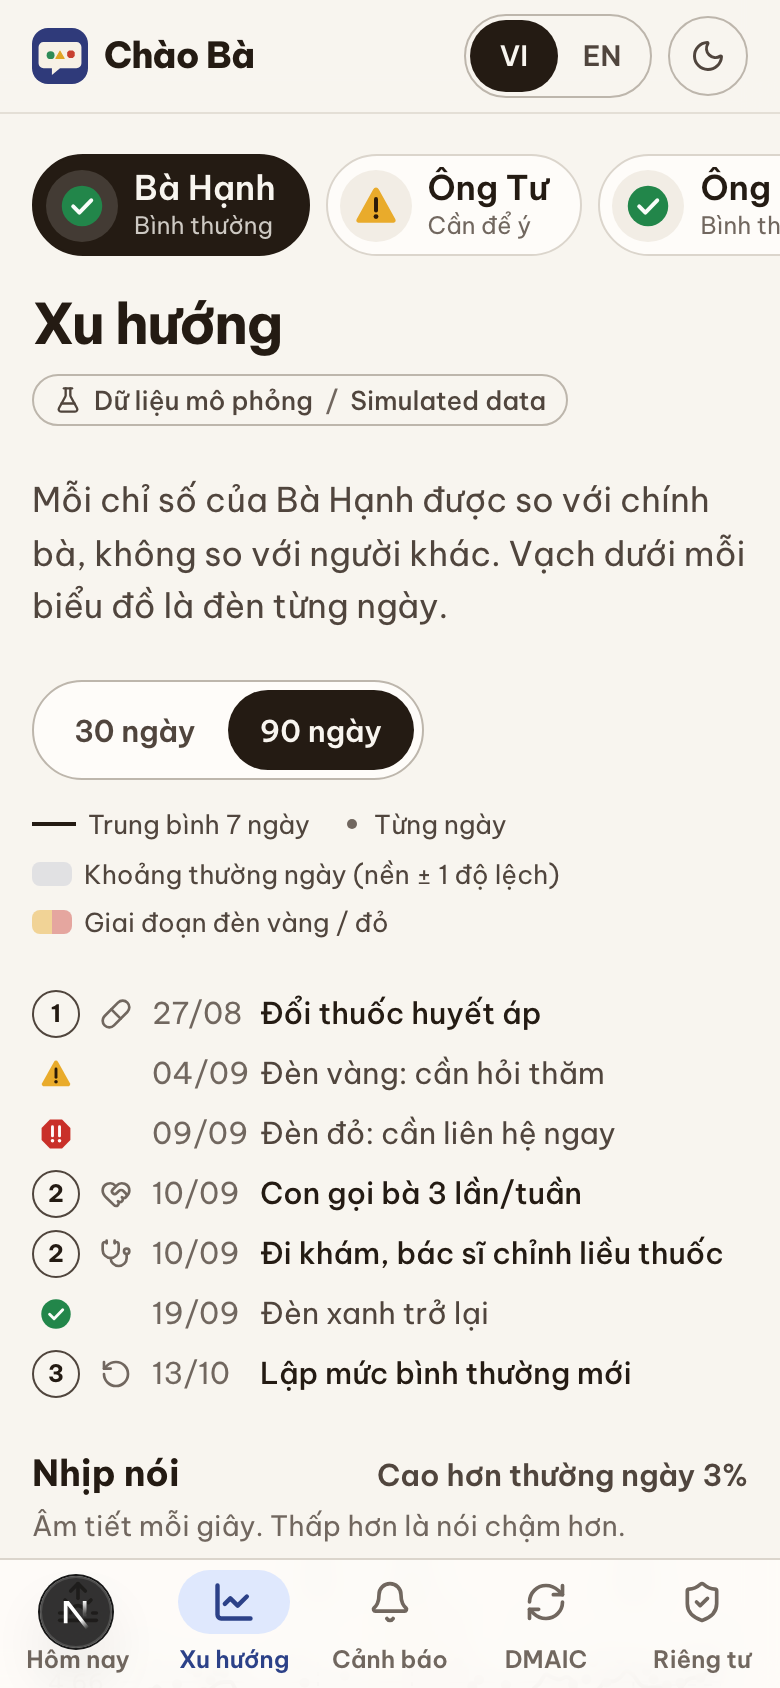 Chào Bà
VI EN
Bà Hạnh
Bình thường
Ông Tư
Cần để ý
Ông
Bình th
Xu hướng
Dữ liệu mô phỏng / Simulated data
Mỗi chỉ số của Bà Hạnh được so với chính
bà, không so với người khác. Vạch dưới mỗi
biểu đồ là đèn từng ngày.
30 ngày 90 ngày
Trung bình 7 ngày Từng ngày
Khoảng thường ngày (nền ± 1 độ lệch)
Giai đoạn đèn vàng / đỏ
1 27/08 Đổi thuốc huyết áp
04/09 Đèn vàng: cần hỏi thăm
09/09 Đèn đỏ: cần liên hệ ngay
2 10/09 Con gọi bà 3 lần/tuần
2 10/09 Đi khám, bác sĩ chỉnh liều thuốc
19/09 Đèn xanh trở lại
3 13/10 Lập mức bình thường mới
Nhịp nói Cao hơn thường ngày 3%
Âm tiết mỗi giây. Thấp hơn là nói chậm hơn.
N
Hôm nay Xu hướng Cảnh báo DMAIC Riêng tư